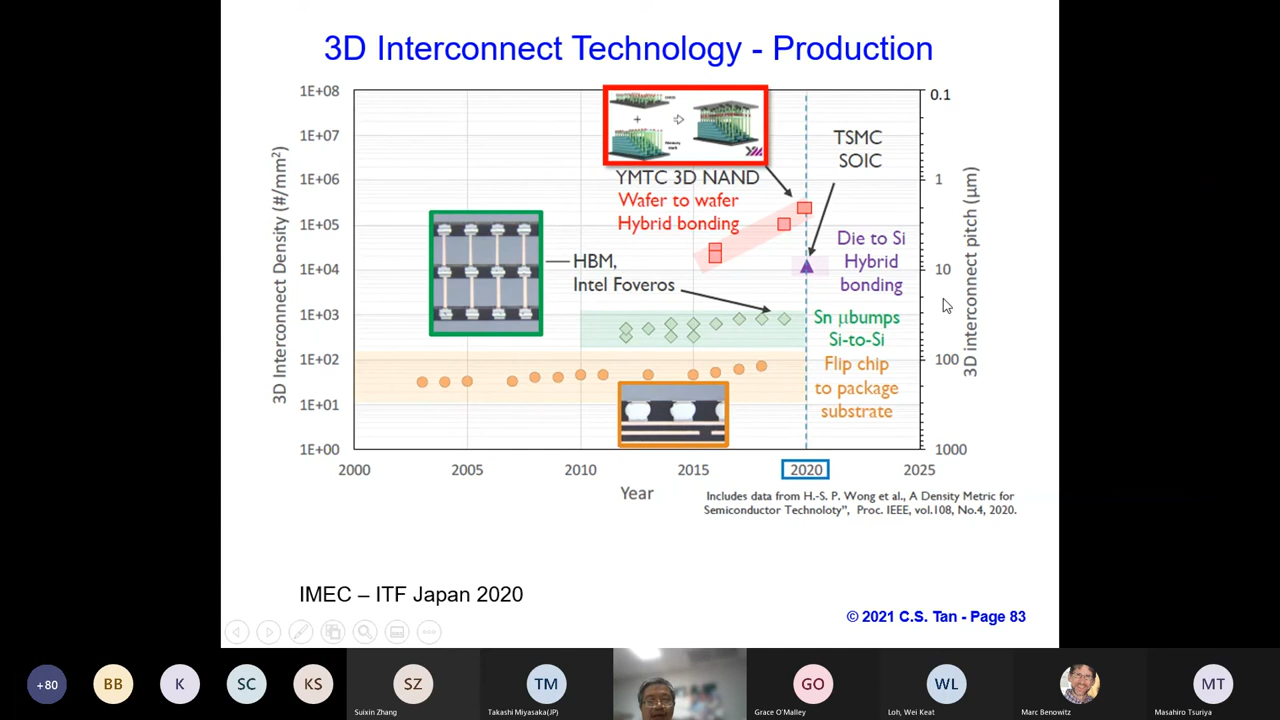 3D Interconnect Technology - Production
1E+08
1E+07
1E+06
1E+05
1E+04
1E+03
1E+02
1E+01
1E+00
3D Interconnect Density (#/mm²)
0.1
1
10
100
1000
3D interconnect pitch (µm)
2000
2005
2010
2015
2020
2025
Year
+
YMTC 3D NAND
Wafer to wafer
Hybrid bonding
TSMC
SOIC
Die to Si
Hybrid
bonding
HBM,
Intel Foveros
Sn µbumps
Si-to-Si
Flip chip
to package
substrate
Includes data from H.-S. P. Wong et al., A Density Metric for
Semiconductor Technoloty”, Proc. IEEE, vol.108, No.4, 2020.
IMEC – ITF Japan 2020
© 2021 C.S. Tan - Page 83
+80
BB
K
SC
KS
SZ
Suixin Zhang
TM
Takashi Miyasaka(JP)
GO
Grace O'Malley
WL
Loh, Wei Keat
Marc Benowitz
MT
Masahiro Tsuriya